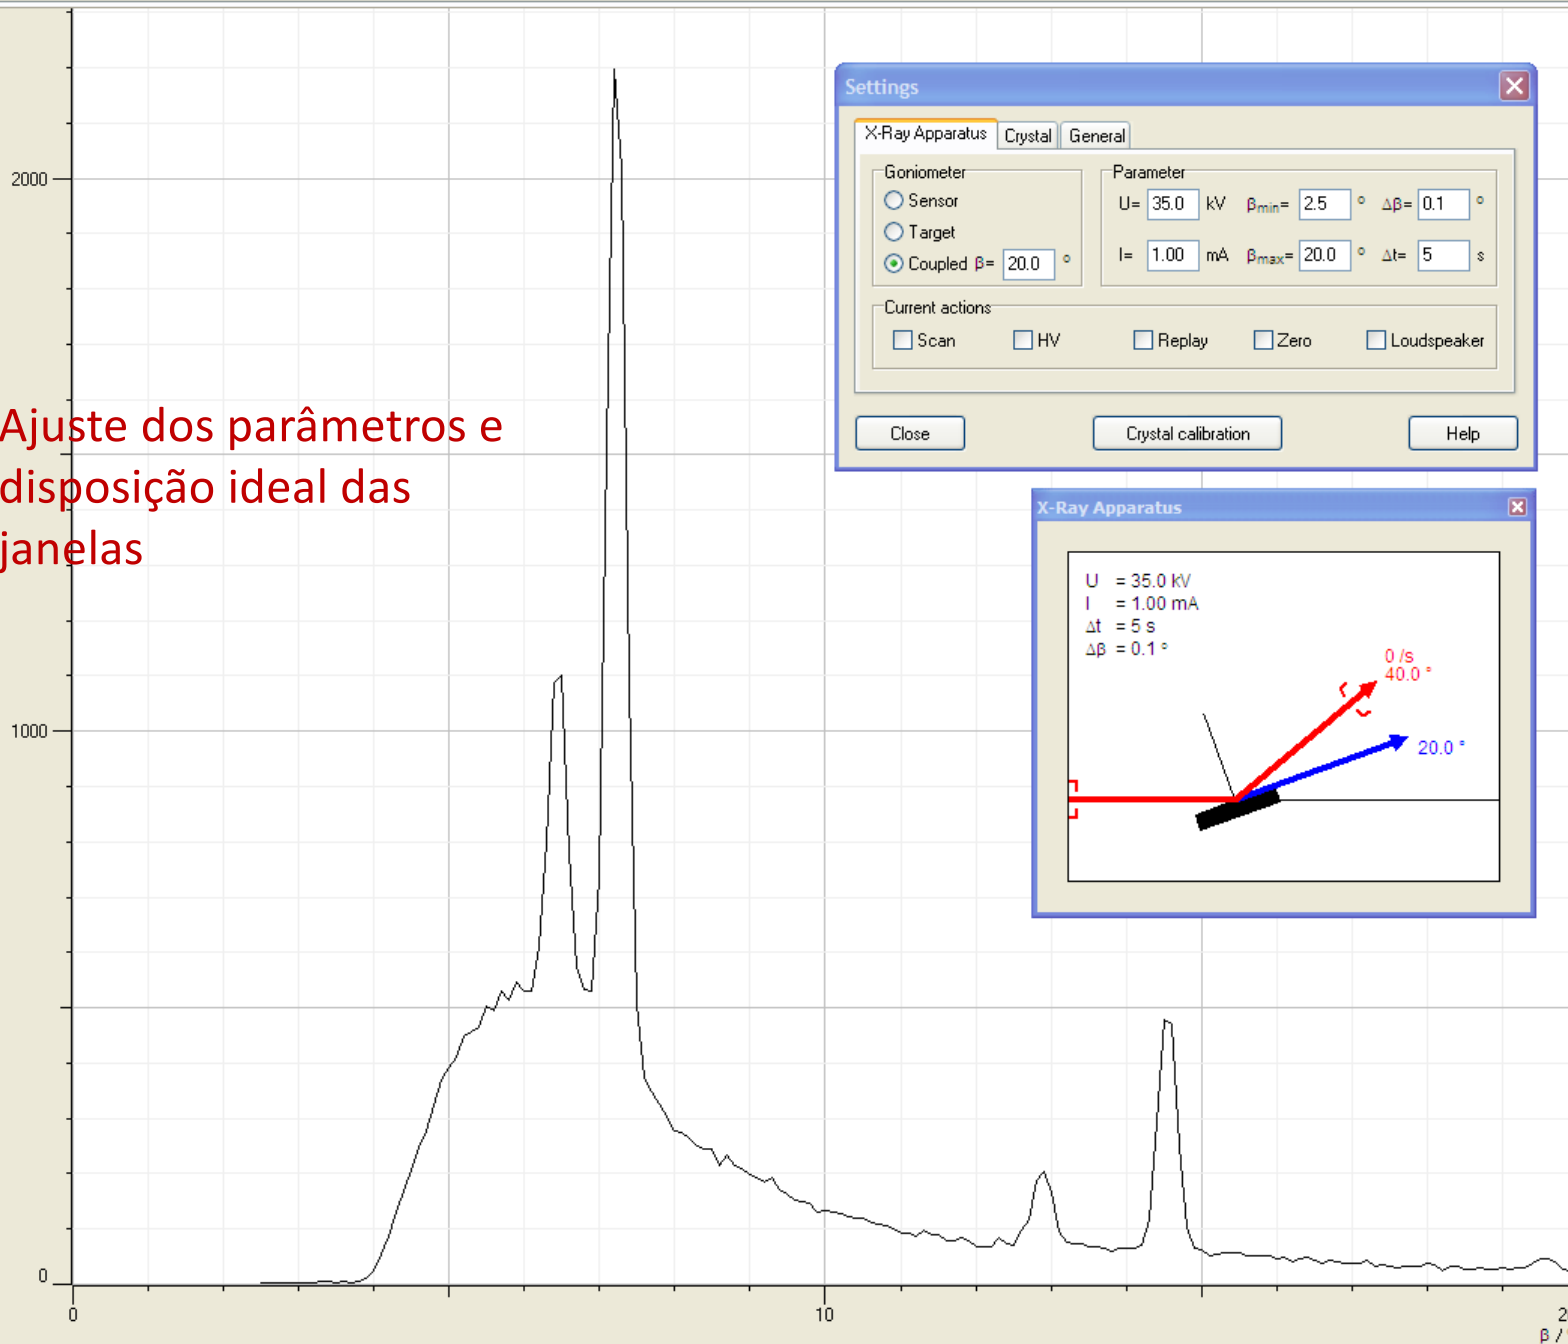 2000
1000
0
0
10
2
β /
Ajuste dos parâmetros e
disposição ideal das
janelas
Settings
X-Ray Apparatus Crystal General
Goniometer
Sensor
Target
Coupled β= 20.0 °
Parameter
U= 35.0 kV βmin= 2.5 ° Δβ= 0.1 °
I= 1.00 mA βmax= 20.0 ° Δt= 5 s
Current actions
Scan HV Replay Zero Loudspeaker
Close Crystal calibration Help
X-Ray Apparatus
U = 35.0 kV
I = 1.00 mA
Δt = 5 s
Δβ = 0.1 °
0 /s
40.0 °
20.0 °